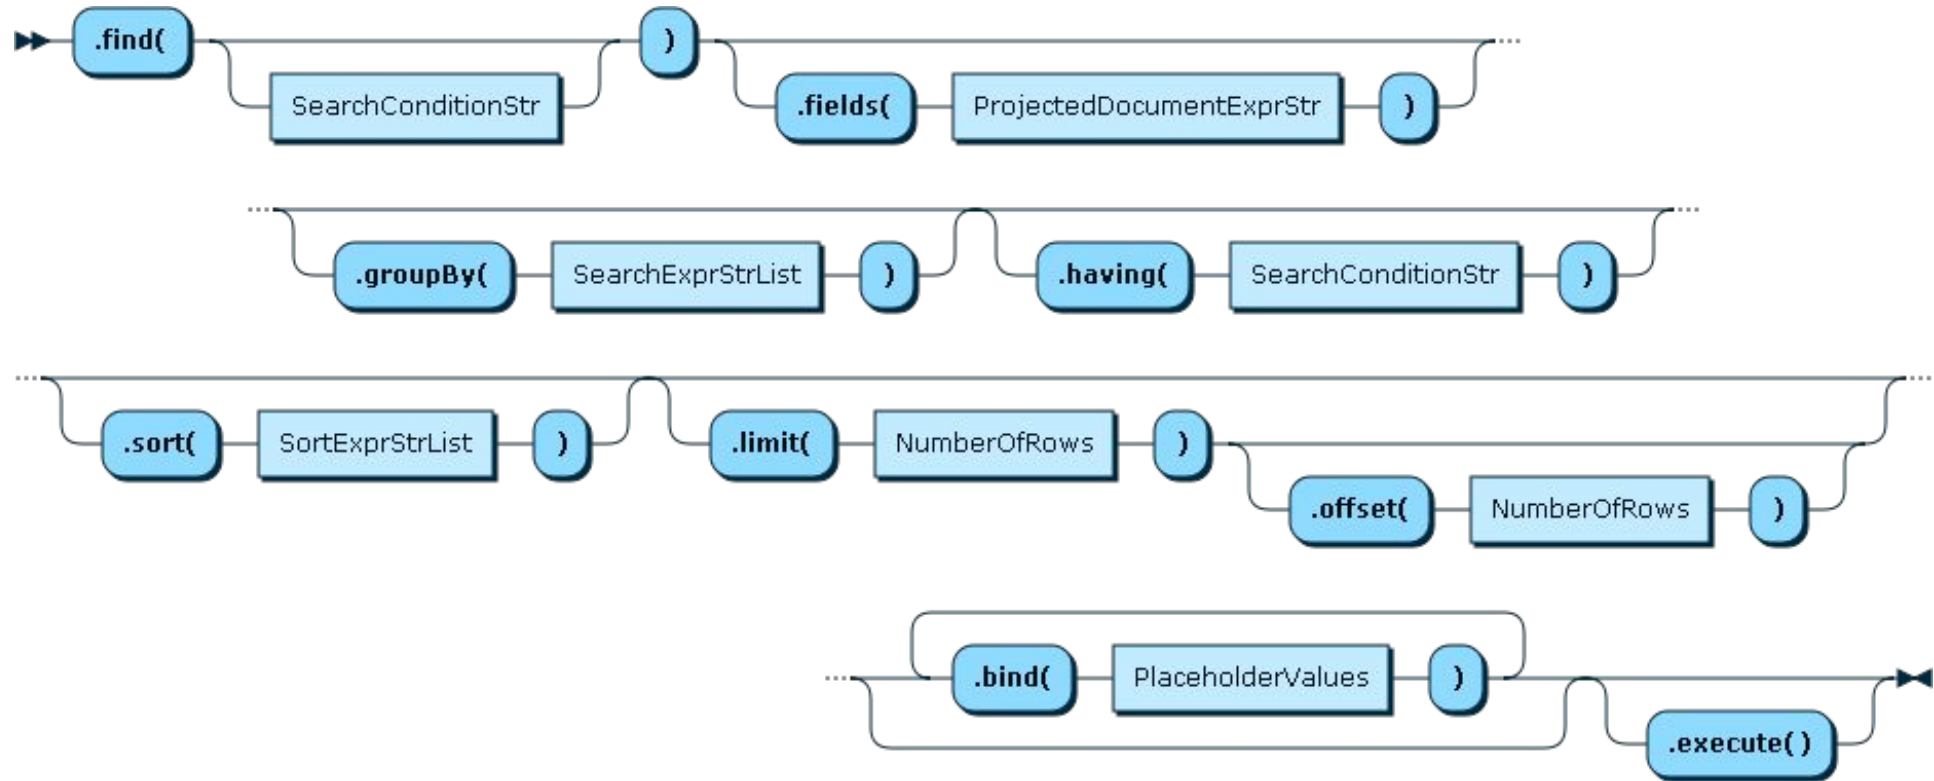 .find( )
SearchConditionStr .fields( ProjectedDocumentExprStr )
.groupBy( SearchExprStrList ) .having( SearchConditionStr )
.sort( SortExprStrList ) .limit( NumberOfRows )
.offset( NumberOfRows )
.bind( PlaceholderValues )
.execute( )